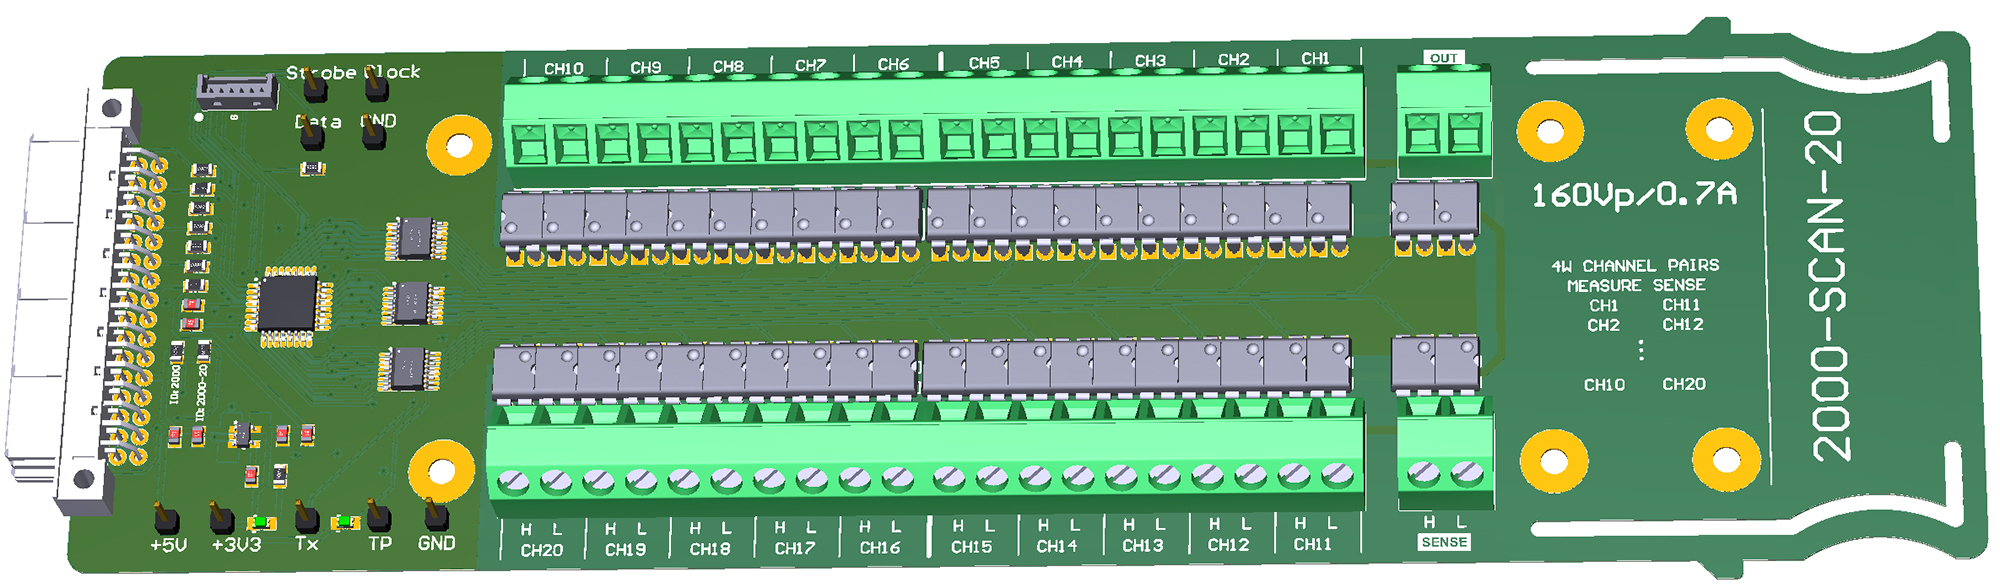 Strobe Clock
Data GND
8
CH10 CH9 CH8 CH7 CH6 CH5 CH4 CH3 CH2 CH1
OUT
160Vp/0.7A
4W CHANNEL PAIRS
MEASURE SENSE
CH1 CH11
CH2 CH12
...
CH10 CH20
2000-SCAN-20
ID:2000
ID:2000-20
+5V +3V3 Tx TP GND
H L H L H L H L H L H L H L H L H L H L
CH20 CH19 CH18 CH17 CH16 CH15 CH14 CH13 CH12 CH11
H L
SENSE